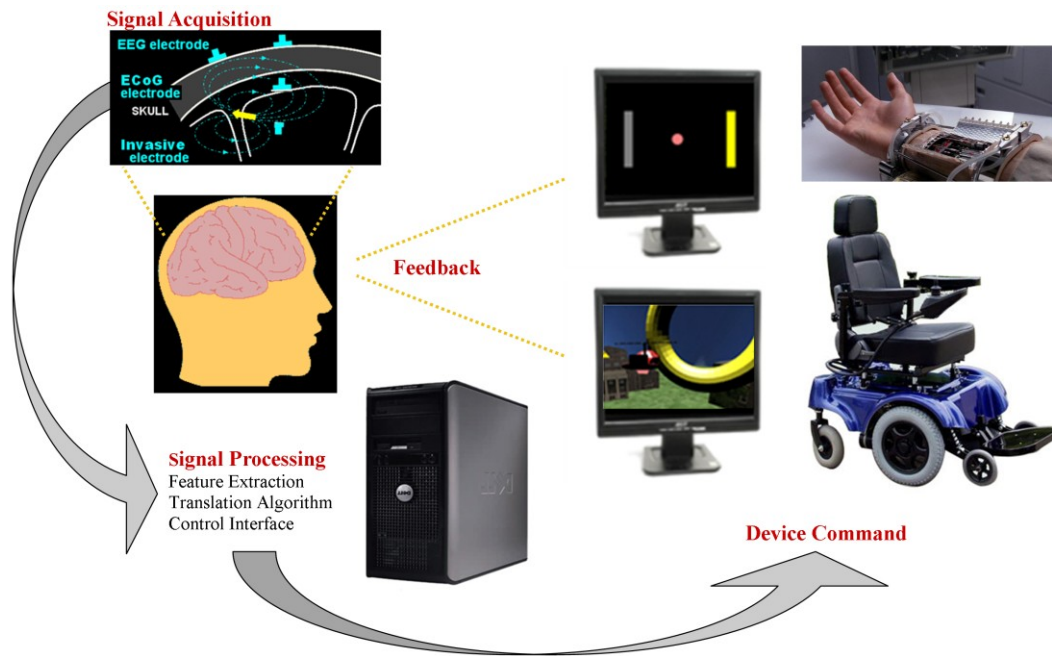 Signal Acquisition
EEG electrode
ECoG
electrode
SKULL
Invasive
electrode
Feedback
Signal Processing
Feature Extraction
Translation Algorithm
Control Interface
DELL
Device Command